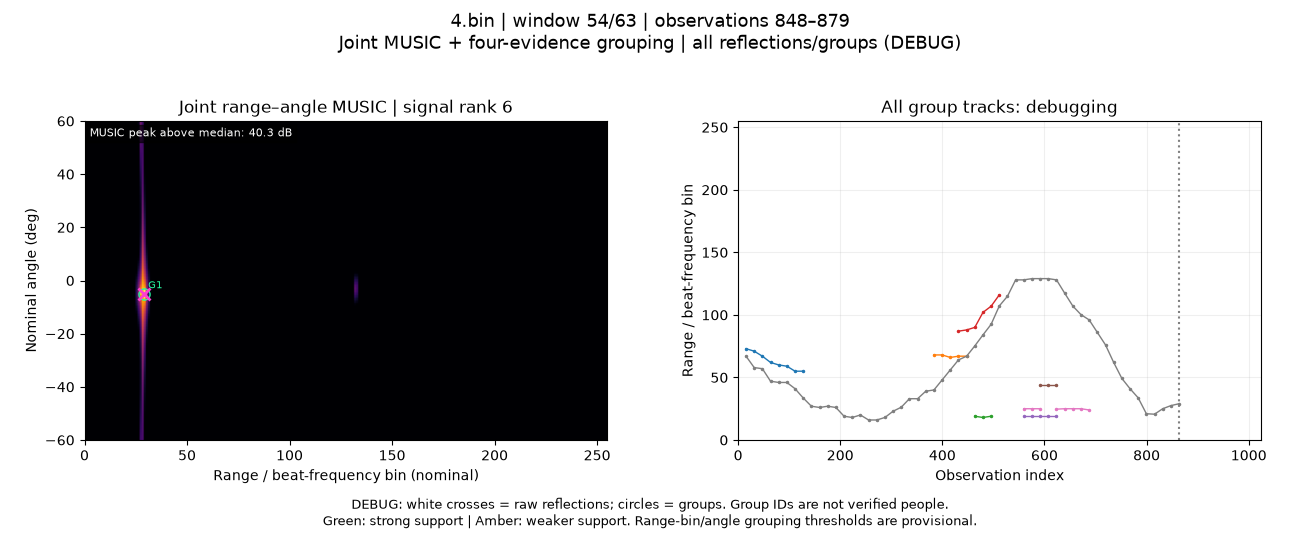 4.bin | window 54/63 | observations 848–879
Joint MUSIC + four-evidence grouping | all reflections/groups (DEBUG)
Joint range–angle MUSIC | signal rank 6
MUSIC peak above median: 40.3 dB
G1
60
40
20
0
−20
−40
−60
Nominal angle (deg)
0
50
100
150
200
250
Range / beat-frequency bin (nominal)
All group tracks: debugging
250
200
150
100
50
0
Range / beat-frequency bin
0
200
400
600
800
1000
Observation index
DEBUG: white crosses = raw reflections; circles = groups. Group IDs are not verified people.
Green: strong support | Amber: weaker support. Range-bin/angle grouping thresholds are provisional.